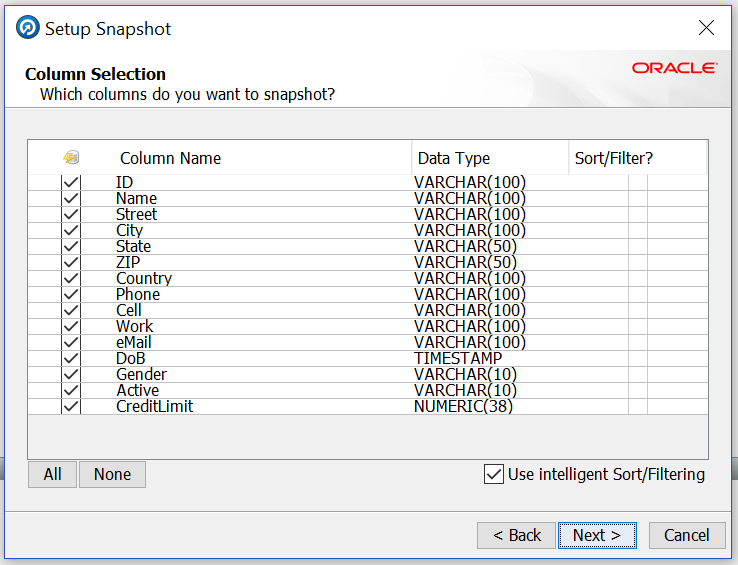 Setup Snapshot
Column Selection
Which columns do you want to snapshot?
ORACLE
Column Name Data Type Sort/Filter?
ID VARCHAR(100)
Name VARCHAR(100)
Street VARCHAR(100)
City VARCHAR(100)
State VARCHAR(50)
ZIP VARCHAR(50)
Country VARCHAR(100)
Phone VARCHAR(100)
Cell VARCHAR(100)
Work VARCHAR(100)
eMail VARCHAR(100)
DoB TIMESTAMP
Gender VARCHAR(10)
Active VARCHAR(10)
CreditLimit NUMERIC(38)
All None Use intelligent Sort/Filtering
< Back Next > Cancel